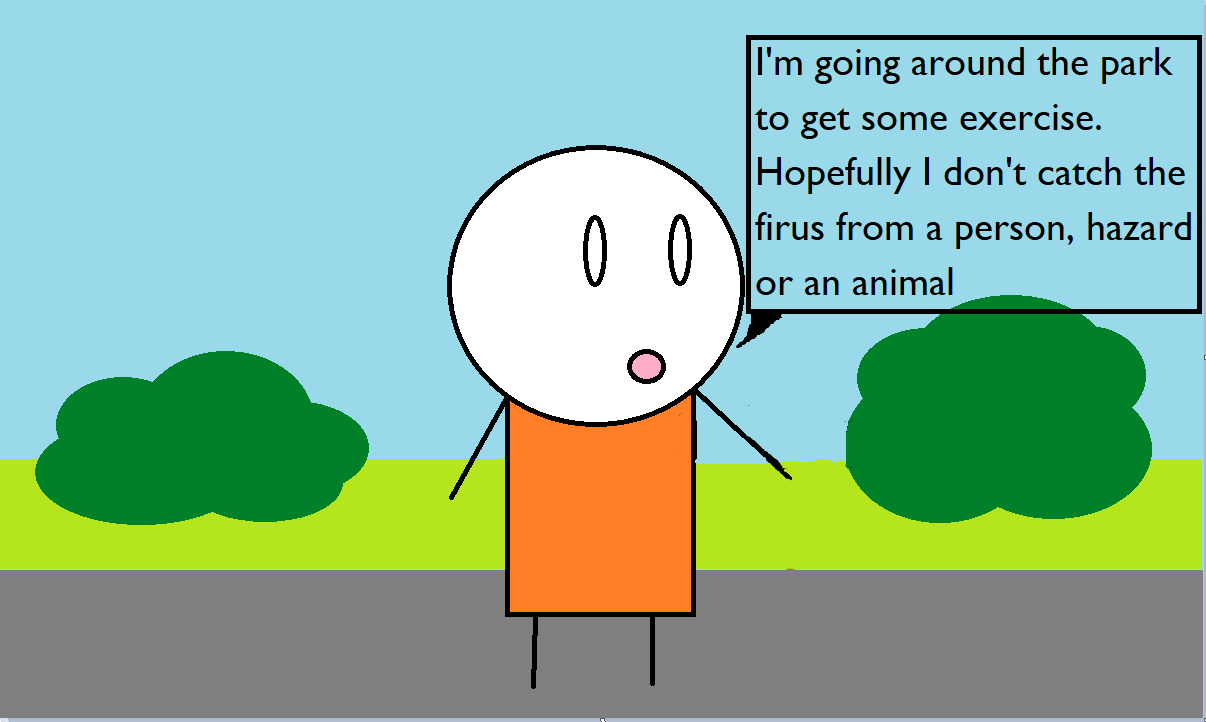 I'm going around the park
to get some exercise.
Hopefully I don't catch the
firus from a person, hazard
or an animal